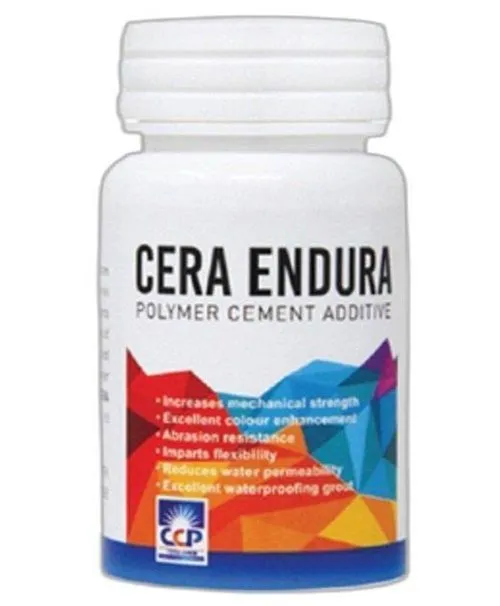 CERA ENDURA
POLYMER CEMENT ADDITIVE
• Increases mechanical strength
• Excellent colour enhancement
• Abrasion resistance
• Imparts flexibility
• Reduces water permeability
• Excellent waterproofing grout
CCP